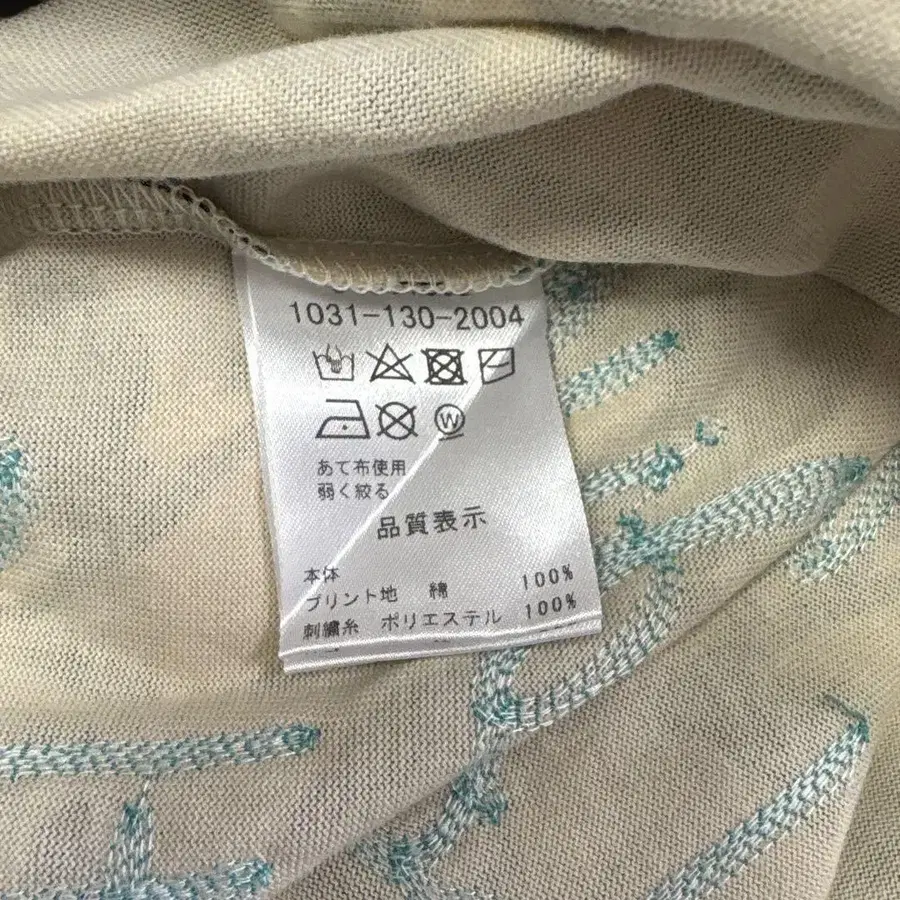 1031-130-2004
W
あて布使用
弱く絞る
品質表示
本体
プリント地 綿 100%
刺繍糸 ポリエステル 100%